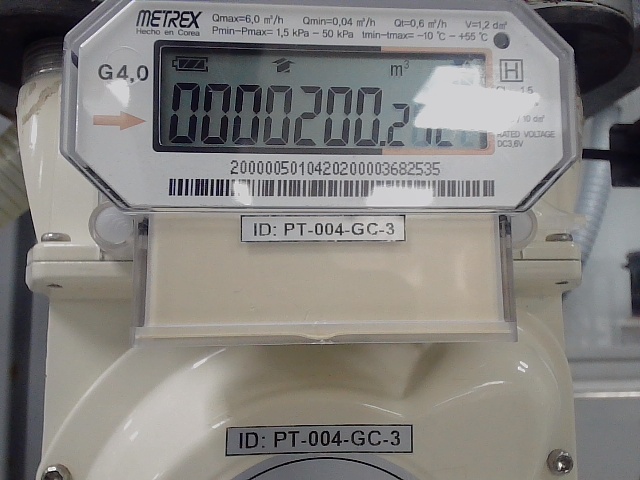 METREX
Hecho en Corea
Qmax=6,0 m³/h Qmin=0,04 m³/h Qt=0,6 m³/h V=1,2 dm³
Pmin-Pmax= 1,5 kPa - 50 kPa tmin-tmax= -10 °C - +55 °C
G4,0
m³
H
0000200.2
dm³
RATED VOLTAGE
DC3,6V
2000005010420200003682535
ID: PT-004-GC-3
ID: PT-004-GC-3